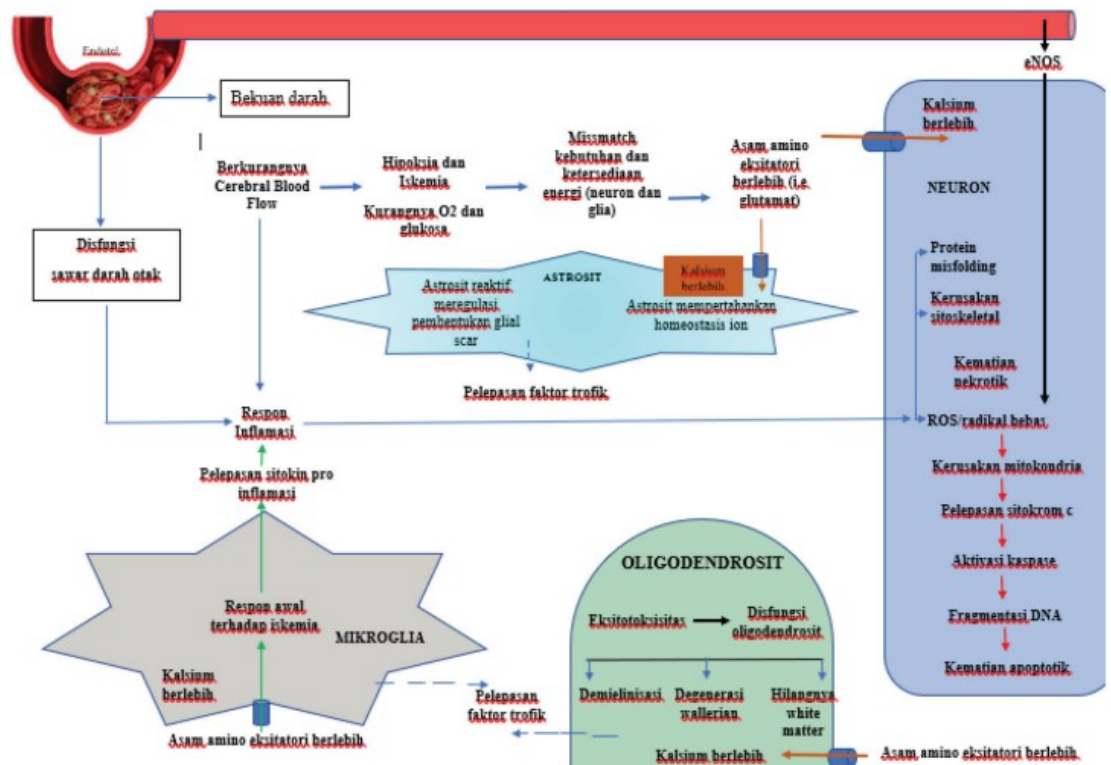 Endotel
eNOS
Bekuan darah
Kalsium
berlebih
NEURON
Berkurangnya
Cerebral Blood
Flow
Hipoksia dan
Iskemia
Kurangnya O2 dan
glukosa
Missmatch
kebutuhan dan
ketersediaan
energi (neuron dan
glia)
Asam amino
eksitatori
berlebih (i.e
glutamat)
Disfungsi
sawar darah otak
ASTROSIT
Astrosit reaktif
meregulasi
pembentukan glial
scar
Kalsium
berlebih
Astrosit mempertahankan
homeostasis ion
Pelepasan faktor trofik
Protein
misfolding
Kerusakan
sitoskeletal
Kematian
nekrotik
ROS/radikal bebas
Kerusakan mitokondria
Pelepasan sitokrom c
Aktivasi kaspase
Fragmentasi DNA
Kematian apoptotik
Respon
Inflamasi
Pelepasan sitokin pro
inflamasi
Respon awal
terhadap iskemia
MIKROGLIA
Kalsium
berlebih
Asam amino eksitatori berlebih
Pelepasan
faktor trofik
OLIGODENDROSIT
Eksitotoksisitas
Disfungsi
oligodendrosit
Demielinisasi
Degenerasi
wallerian
Hilangnya
white
matter
Kalsium berlebih
Asam amino eksitatori berlebih